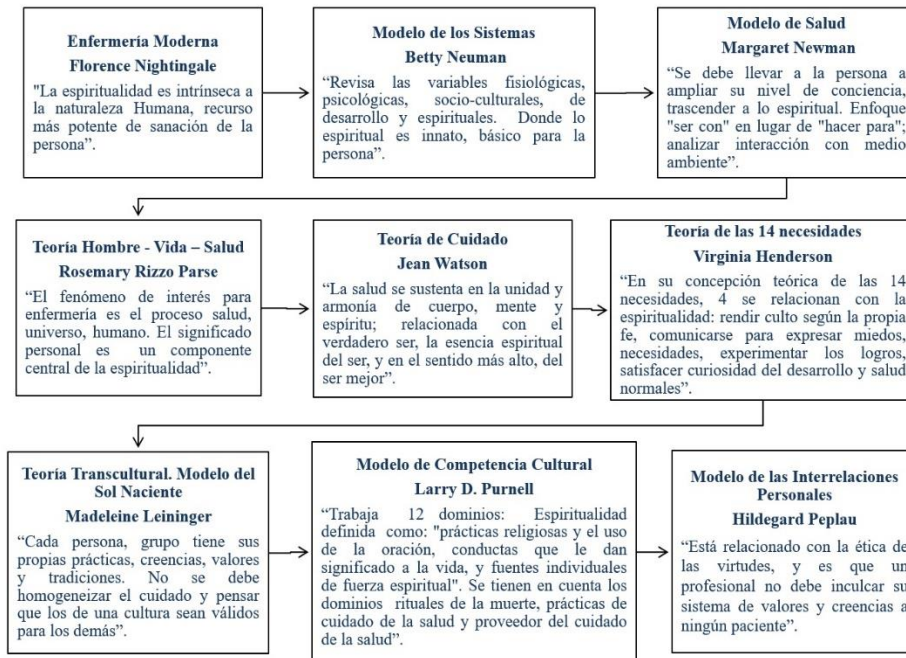 Enfermería Moderna
Florence Nightingale
"La espiritualidad es intrínseca a
la naturaleza Humana, recurso
más potente de sanación de la
persona”.
Modelo de los Sistemas
Betty Neuman
“Revisa las variables fisiológicas,
psicológicas, socio-culturales, de
desarrollo y espirituales. Donde lo
espiritual es innato, básico para la
persona”.
Modelo de Salud
Margaret Newman
“Se debe llevar a la persona a
ampliar su nivel de conciencia,
trascender a lo espiritual. Enfoque
"ser con" en lugar de "hacer para";
analizar interacción con medio
ambiente”.
Teoría Hombre - Vida – Salud
Rosemary Rizzo Parse
“El fenómeno de interés para
enfermería es el proceso salud,
universo, humano. El significado
personal es un componente
central de la espiritualidad”.
Teoría de Cuidado
Jean Watson
“La salud se sustenta en la unidad y
armonía de cuerpo, mente y
espíritu; relacionada con el
verdadero ser, la esencia espiritual
del ser, y en el sentido más alto, del
ser mejor”.
Teoría de las 14 necesidades
Virginia Henderson
“En su concepción teórica de las 14
necesidades, 4 se relacionan con la
espiritualidad: rendir culto según la propia
fe, comunicarse para expresar miedos,
necesidades, experimentar los logros,
satisfacer curiosidad del desarrollo y salud
normales”.
Teoría Transcultural. Modelo del
Sol Naciente
Madeleine Leininger
“Cada persona, grupo tiene sus
propias prácticas, creencias, valores
y tradiciones. No se debe
homogeneizar el cuidado y pensar
que los de una cultura sean válidos
para los demás”.
Modelo de Competencia Cultural
Larry D. Purnell
“Trabaja 12 dominios: Espiritualidad
definida como: "prácticas religiosas y el uso
de la oración, conductas que le dan
significado a la vida, y fuentes individuales
de fuerza espiritual". Se tienen en cuenta los
dominios rituales de la muerte, prácticas de
cuidado de la salud y proveedor del cuidado
de la salud”.
Modelo de las Interrelaciones
Personales
Hildegard Peplau
“Está relacionado con la ética de
las virtudes, y es que un
profesional no debe inculcar su
sistema de valores y creencias a
ningún paciente”.